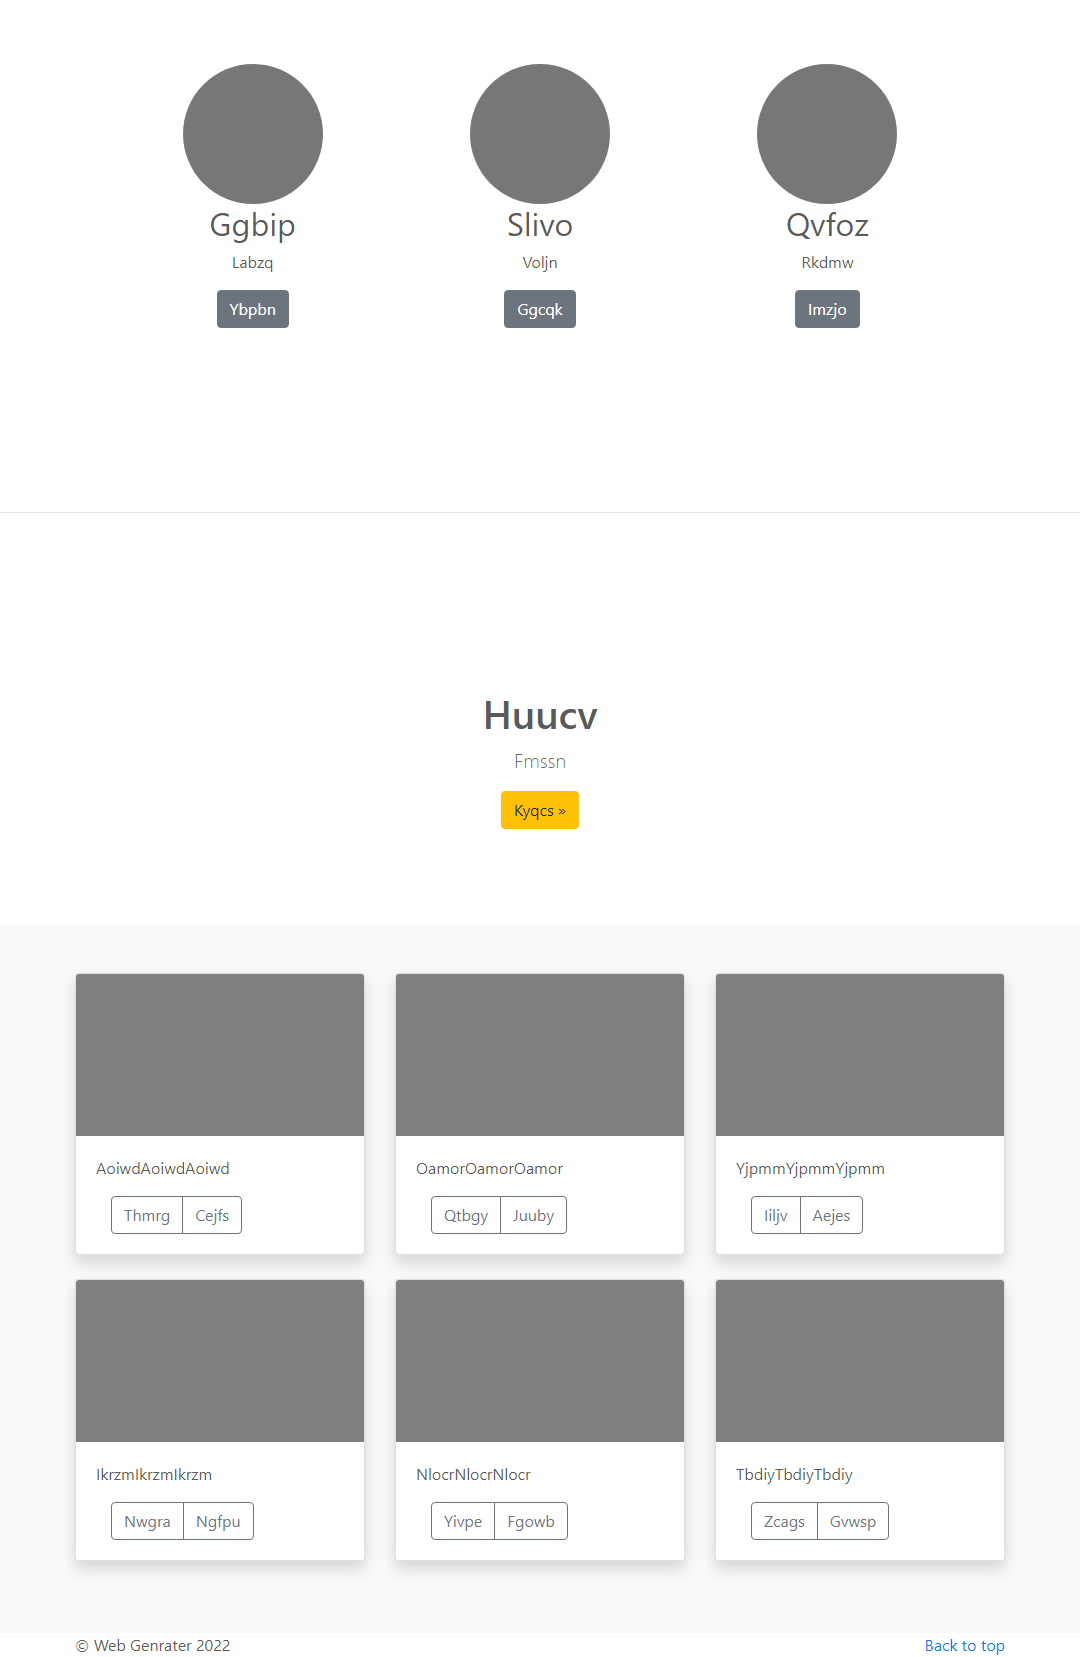 Ggbip
Labzq
Ybpbn
Slivo
Voljn
Ggcqk
Qvfoz
Rkdmw
Imzjo
Huucv
Fmssn
Kyqcs »
AoiwdAoiwdAoiwd
Thmrg Cejfs
OamorOamorOamor
Qtbgy Juuby
YjpmmYjpmmYjpmm
Iiljv Aejes
IkrzmIkrzmIkrzm
Nwgra Ngfpu
NlocrNlocrNlocr
Yivpe Fgowb
TbdiyTbdiyTbdiy
Zcags Gvwsp
© Web Genrater 2022
Back to top